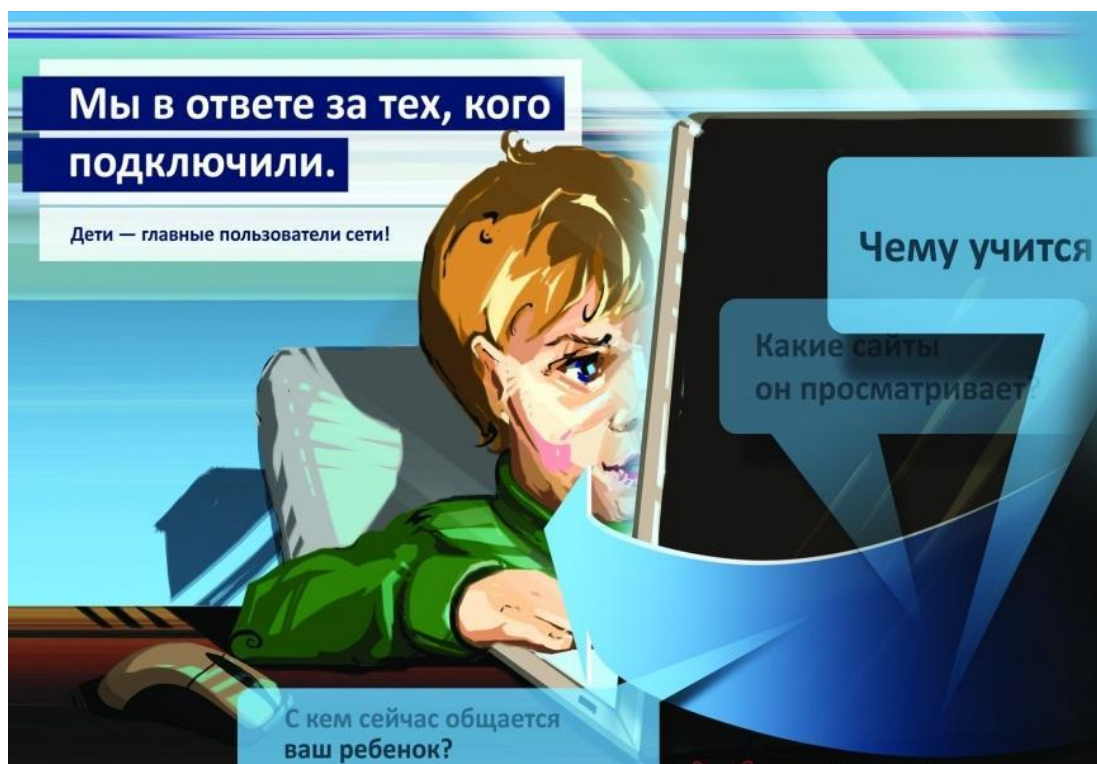 Мы в ответе за тех, кого
подключили.
Дети — главные пользователи сети!
Чему учится
Какие сайты
он просматривает?
С кем сейчас общается
ваш ребенок?